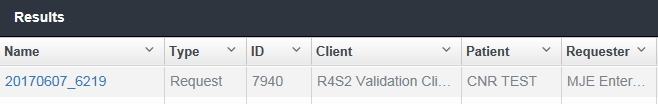 Results
Name Type ID Client Patient Requester
20170607_6219 Request 7940 R4S2 Validation Cli... CNR TEST MJE Enter...